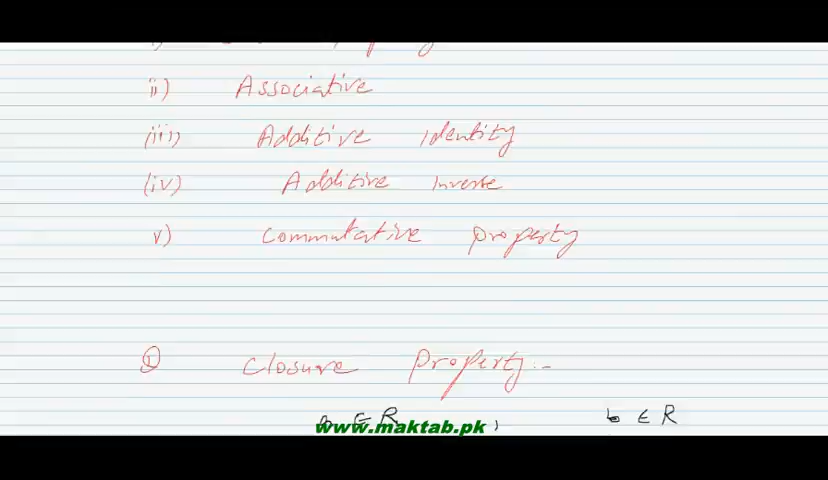 ii) Associative
(iii) Additive Identity
(iv) Additive Inverse
v) Commutative property
① Closure Property :-
a ∈ R , b ∈ R
www.maktab.pk